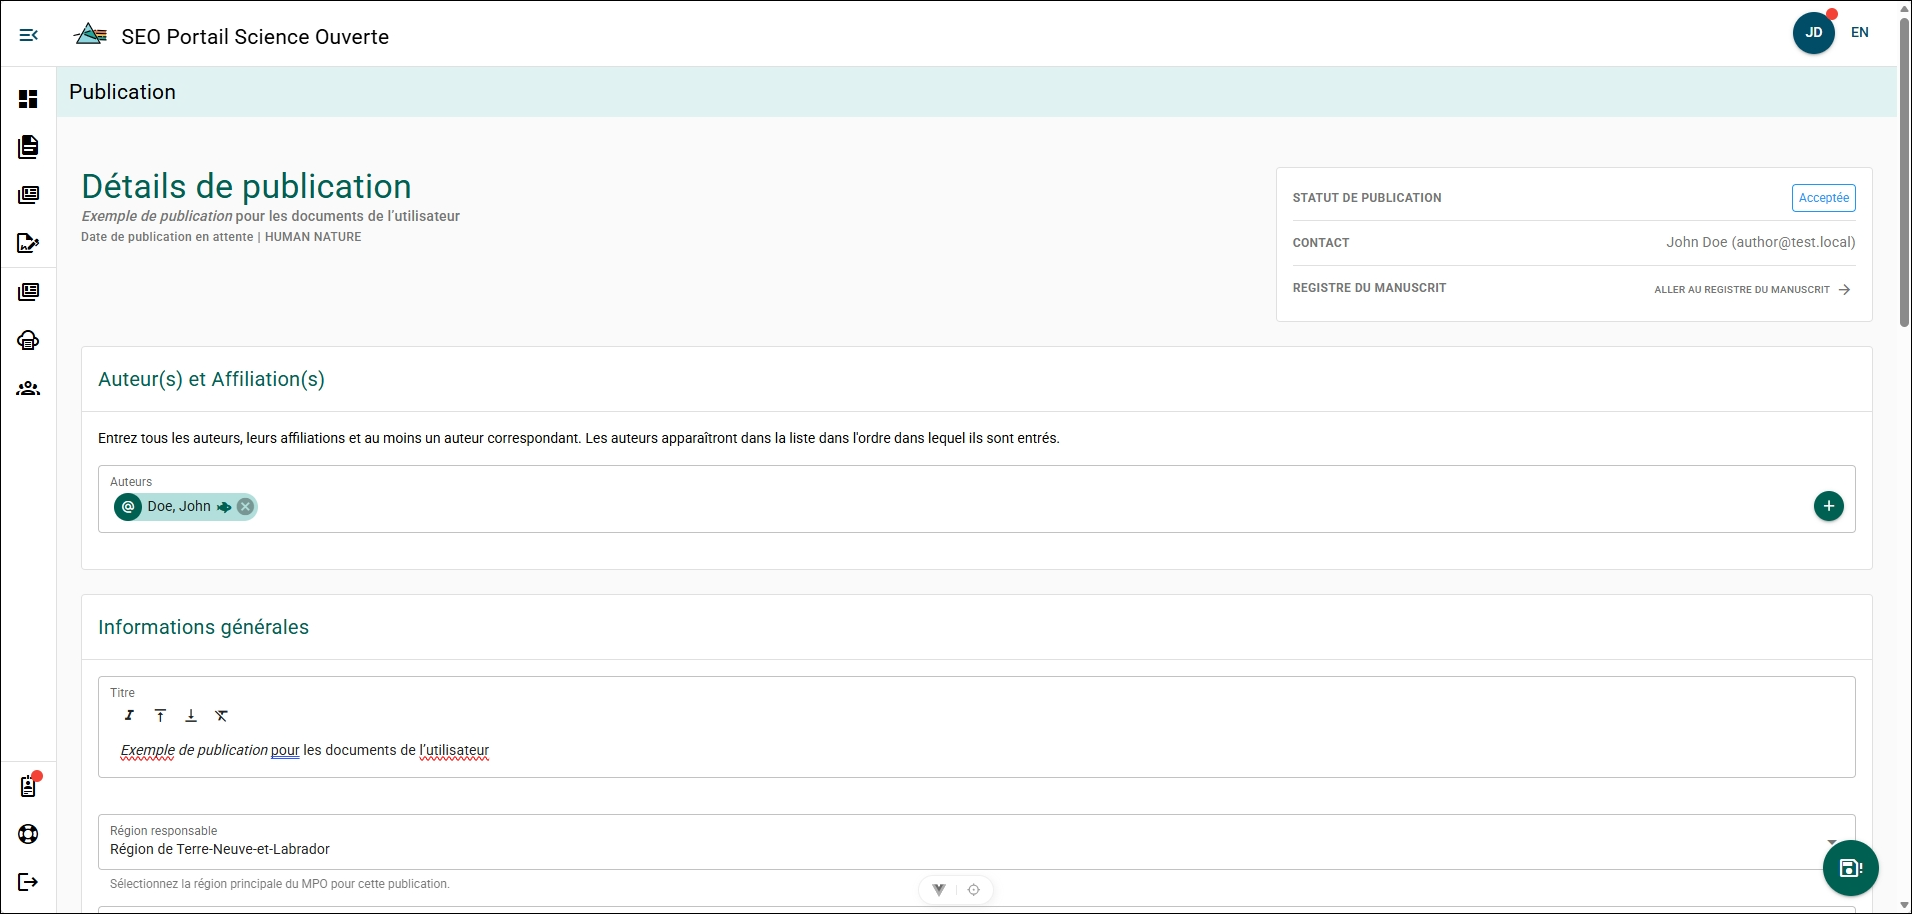 SEO Portail Science Ouverte
JD
EN
Publication
Détails de publication
Exemple de publication pour les documents de l'utilisateur
Date de publication en attente | HUMAN NATURE
STATUT DE PUBLICATION
Acceptée
CONTACT
John Doe (author@test.local)
REGISTRE DU MANUSCRIT
ALLER AU REGISTRE DU MANUSCRIT
Auteur(s) et Affiliation(s)
Entrez tous les auteurs, leurs affiliations et au moins un auteur correspondant. Les auteurs apparaîtront dans la liste dans l'ordre dans lequel ils sont entrés.
Auteurs
@ Doe, John
Informations générales
Titre
Exemple de publication pour les documents de l'utilisateur
Région responsable
Région de Terre-Neuve-et-Labrador
Sélectionnez la région principale du MPO pour cette publication.